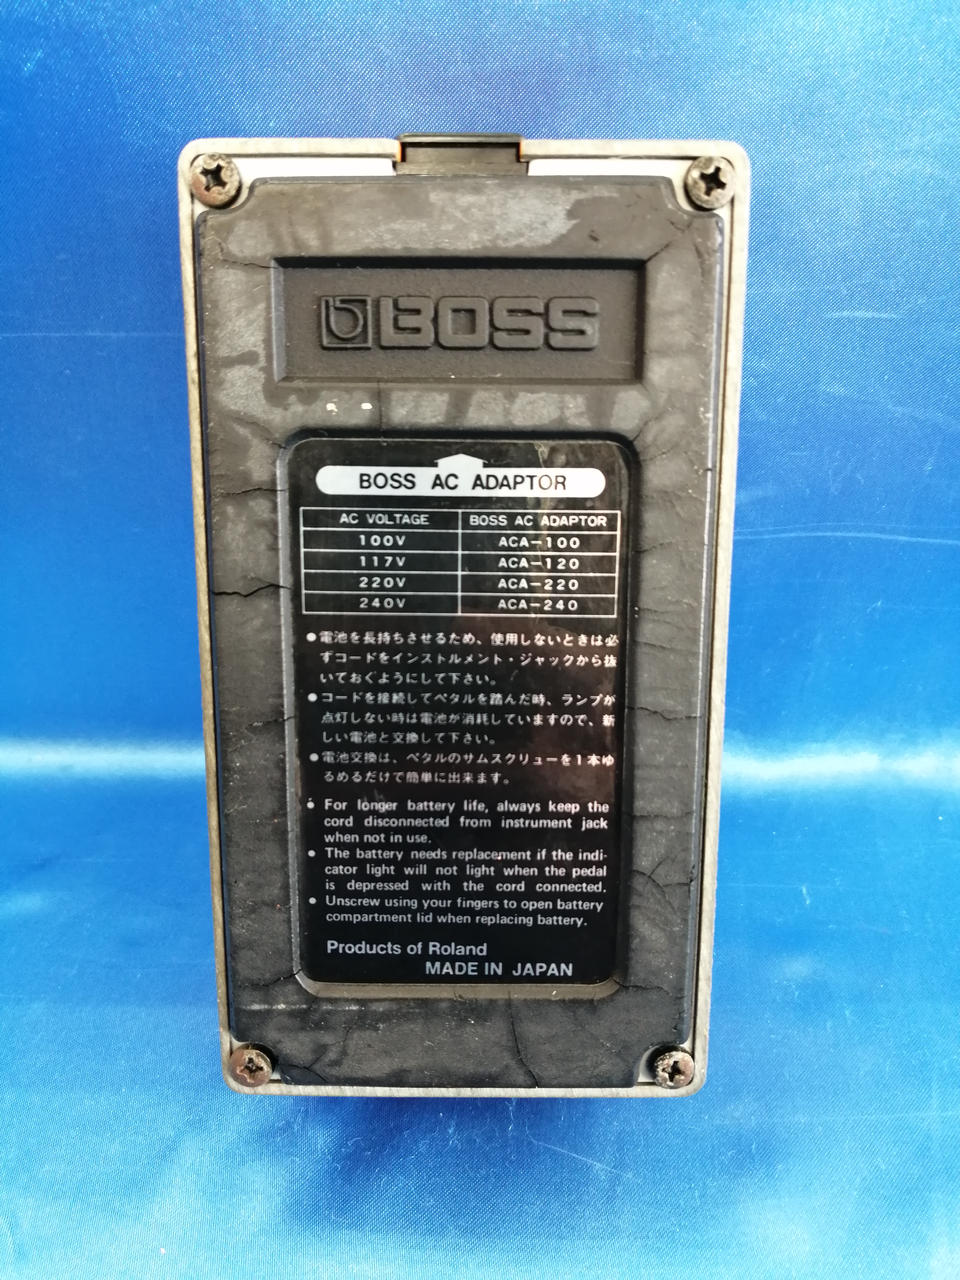 BOSS
BOSS AC ADAPTOR
AC VOLTAGE BOSS AC ADAPTOR
100V ACA-100
117V ACA-120
220V ACA-220
240V ACA-240
●電池を長持ちさせるため、使用しないときは必
ずコードをインストルメント・ジャックから抜
いておくようにして下さい。
●コードを接続してペタルを踏んだ時、ランプが
点灯しない時は電池が消耗していますので、新
しい電池と交換して下さい。
●電池交換は、ペタルのサムスクリューを1本ゆ
るめるだけで簡単に出来ます。
● For longer battery life, always keep the
cord disconnected from instrument jack
when not in use.
● The battery needs replacement if the indi-
cator light will not light when the pedal
is depressed with the cord connected.
● Unscrew using your fingers to open battery
compartment lid when replacing battery.
Products of Roland
MADE IN JAPAN